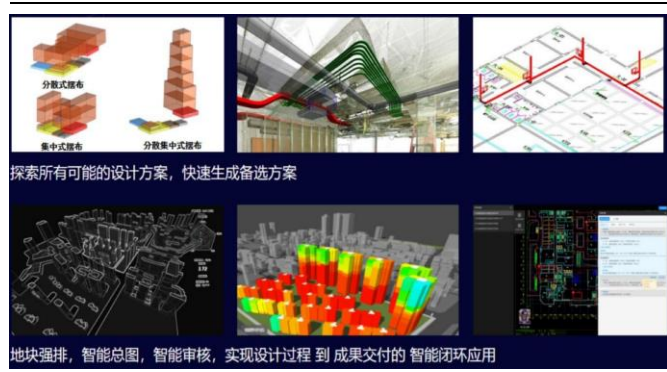 分散式摆布
集中式摆布
分散集中式摆布
探索所有可能的设计方案，快速生成备选方案
地块强排，智能总图，智能审核，实现设计过程 到 成果交付的 智能闭环应用